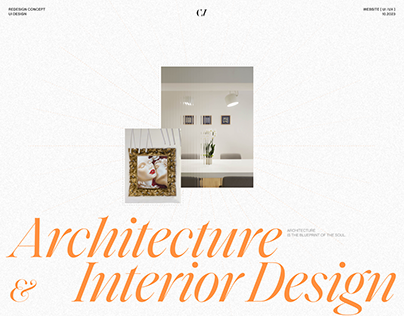 REDESIGN CONCEPT
UI DESIGN
CJ
WEBSITE | UI \ UX |
10.2023
Architecture
ARCHITECTURE
IS THE BLUEPRINT OF THE SOUL
& Interior Design